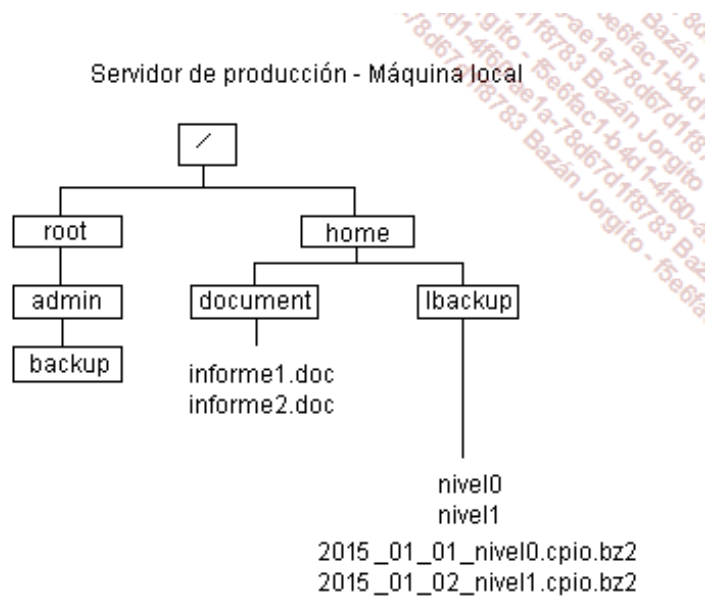 Servidor de producción - Máquina local
/
root
home
admin
document
lbackup
backup
informe1.doc
informe2.doc
nivel0
nivel1
2015_01_01_nivel0.cpio.bz2
2015_01_02_nivel1.cpio.bz2